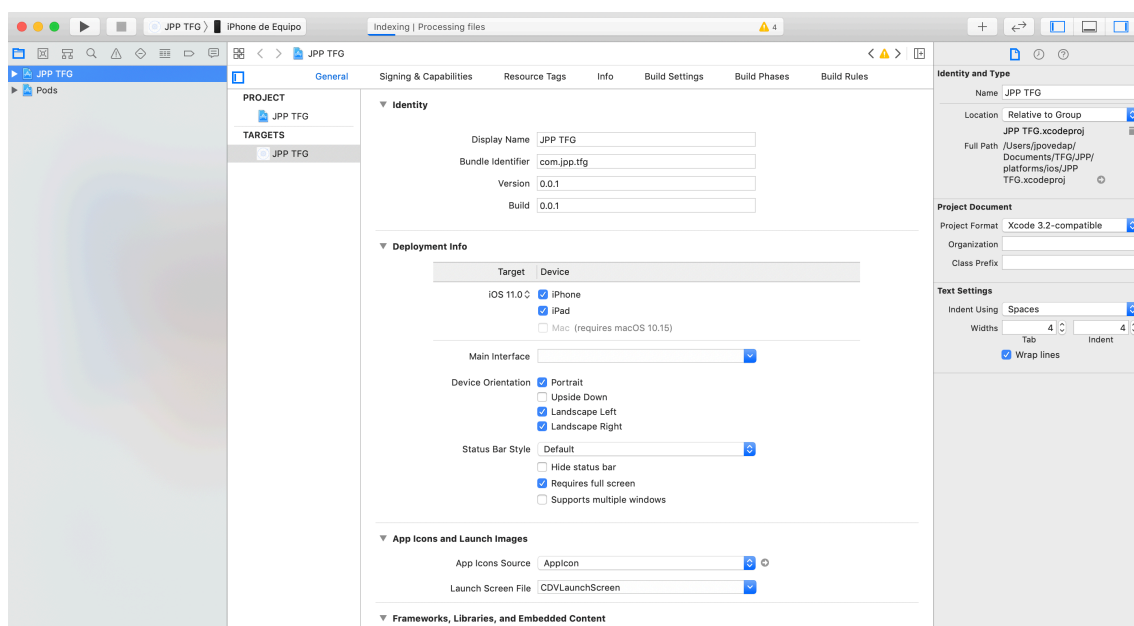 JPP TFG
iPhone de Equipo
Indexing | Processing files
4
JPP TFG
Pods
JPP TFG
General
Signing & Capabilities
Resource Tags
Info
Build Settings
Build Phases
Build Rules
PROJECT
JPP TFG
TARGETS
JPP TFG
Identity
Display Name JPP TFG
Bundle Identifier com.jpp.tfg
Version 0.0.1
Build 0.0.1
Deployment Info
Target Device
iOS 11.0 iPhone
iPad
Mac (requires macOS 10.15)
Main Interface
Device Orientation Portrait
Upside Down
Landscape Left
Landscape Right
Status Bar Style Default
Hide status bar
Requires full screen
Supports multiple windows
App Icons and Launch Images
App Icons Source AppIcon
Launch Screen File CDVLaunchScreen
Frameworks, Libraries, and Embedded Content
Identity and Type
Name JPP TFG
Location Relative to Group
JPP TFG.xcodeproj
Full Path /Users/jpovedap/
Documents/TFG/JPP/
platforms/ios/JPP
TFG.xcodeproj
Project Document
Project Format Xcode 3.2-compatible
Organization
Class Prefix
Text Settings
Indent Using Spaces
Widths 4 4
Tab Indent
Wrap lines